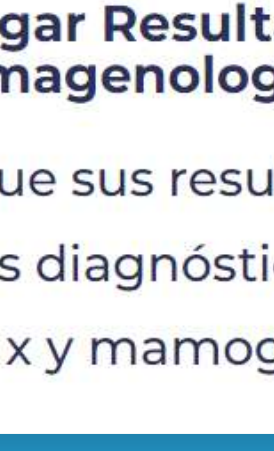 gar Result
magenolog
ue sus resu
s diagnósti
x y mamog